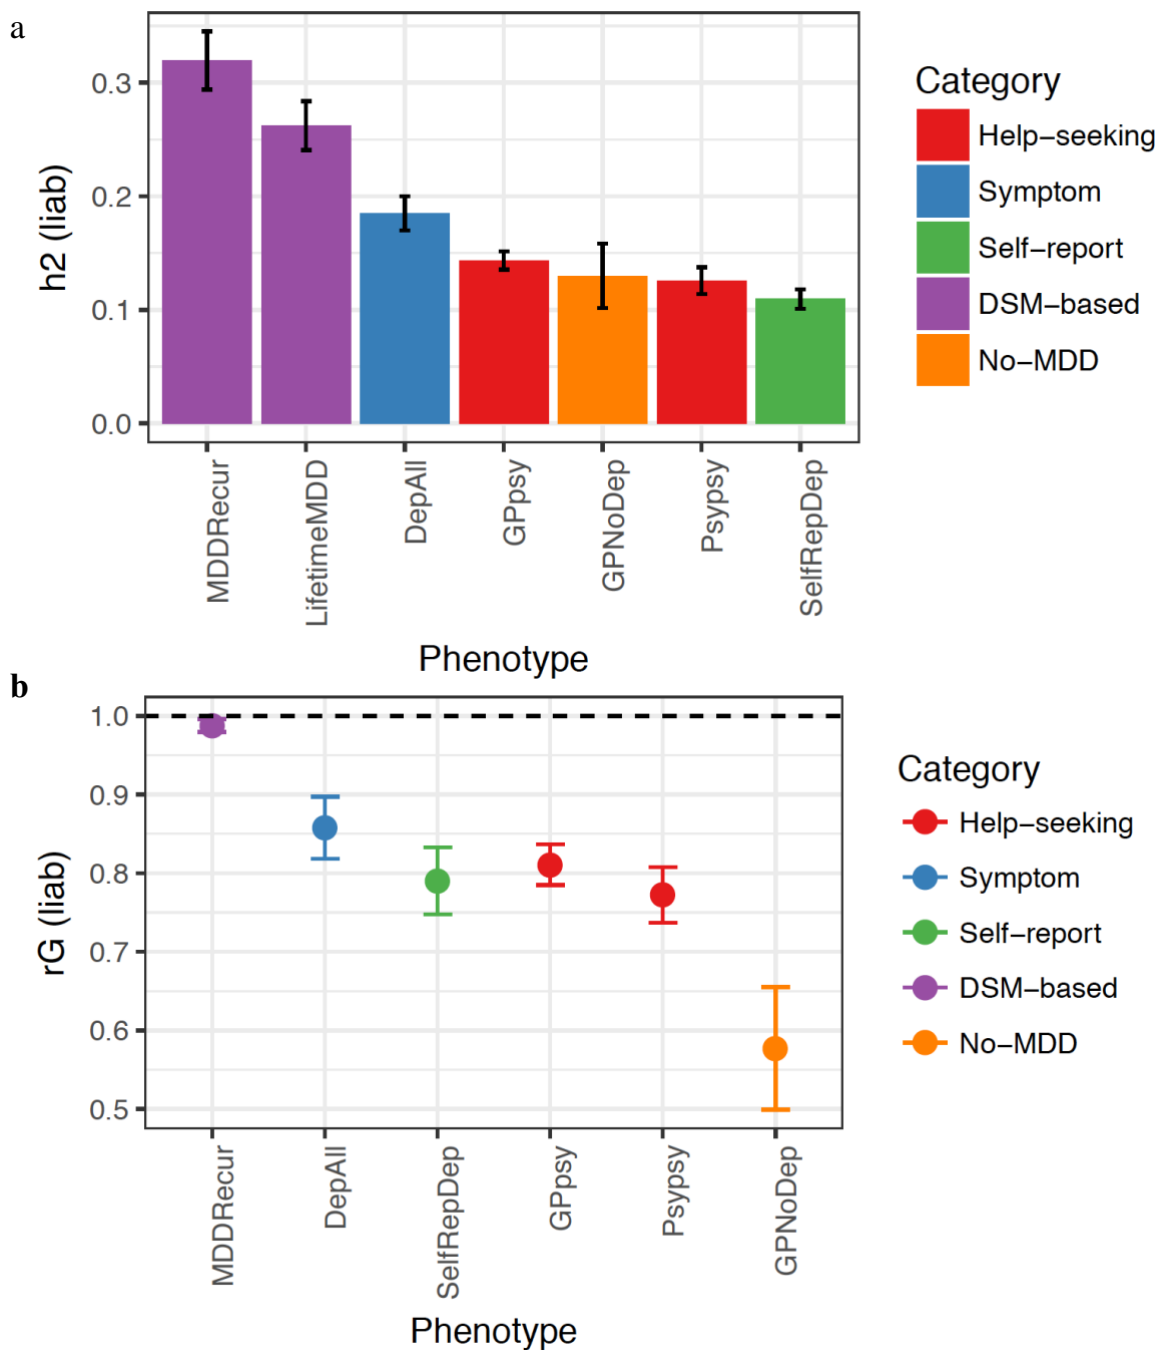 a
h2 (liab)
0.3
0.2
0.1
0.0
MDDRecur
LifetimeMDD
DepAll
GPpsy
GPNoDep
Psypsy
SelfRepDep
Phenotype
Category
Help−seeking
Symptom
Self−report
DSM−based
No−MDD
b
rG (liab)
1.0
0.9
0.8
0.7
0.6
0.5
MDDRecur
DepAll
SelfRepDep
GPpsy
Psypsy
GPNoDep
Phenotype
Category
Help−seeking
Symptom
Self−report
DSM−based
No−MDD